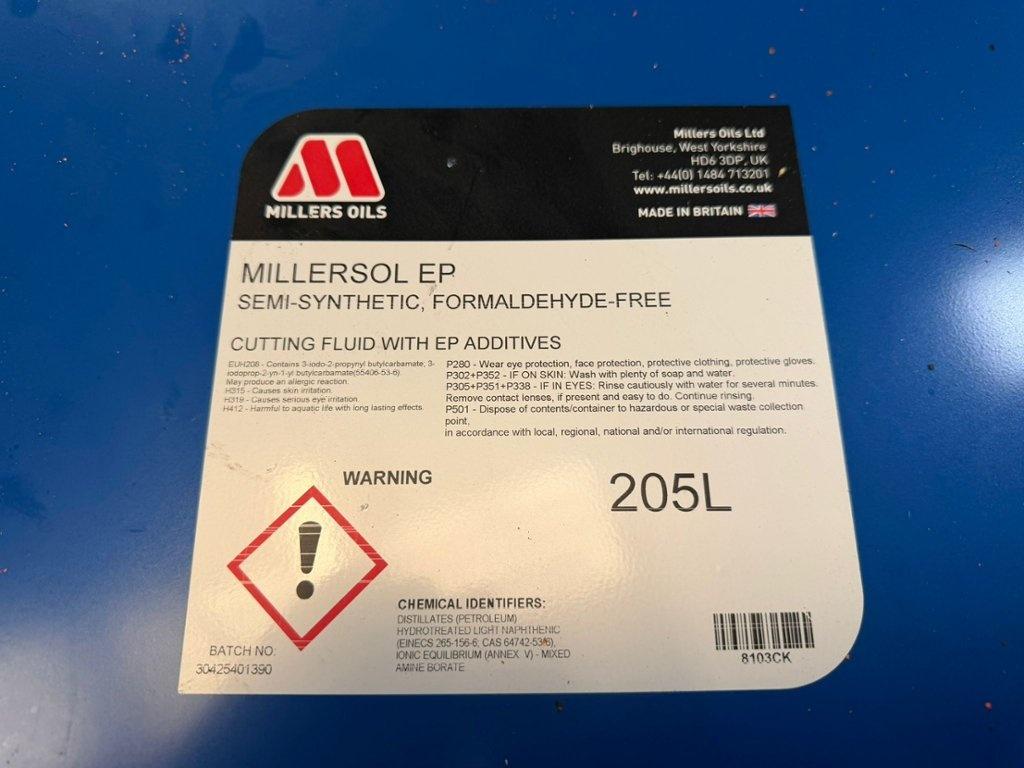 MILLERS OILS
Millers Oils Ltd
Brighouse, West Yorkshire
HD6 3DP, UK
Tel: +44(0) 1484 713201
www.millersoils.co.uk
MADE IN BRITAIN
MILLERSOL EP
SEMI-SYNTHETIC, FORMALDEHYDE-FREE
CUTTING FLUID WITH EP ADDITIVES
EUH208 - Contains 3-iodo-2-propynyl butylcarbamate, 3-
iodoprop-2-yn-1-yl butylcarbamate(55406-53-6).
May produce an allergic reaction.
H315 - Causes skin irritation.
H319 - Causes serious eye irritation.
H412 - Harmful to aquatic life with long lasting effects.
P280 - Wear eye protection, face protection, protective clothing, protective gloves.
P302+P352 - IF ON SKIN: Wash with plenty of soap and water.
P305+P351+P338 - IF IN EYES: Rinse cautiously with water for several minutes.
Remove contact lenses, if present and easy to do. Continue rinsing.
P501 - Dispose of contents/container to hazardous or special waste collection
point,
in accordance with local, regional, national and/or international regulation.
WARNING
205L
CHEMICAL IDENTIFIERS:
DISTILLATES (PETROLEUM)
HYDROTREATED LIGHT NAPHTHENIC
(EINECS 265-156-6, CAS 64742-53-6),
IONIC EQUILIBRIUM (ANNEX V) - MIXED
AMINE BORATE
BATCH NO:
30425401390
8103CK